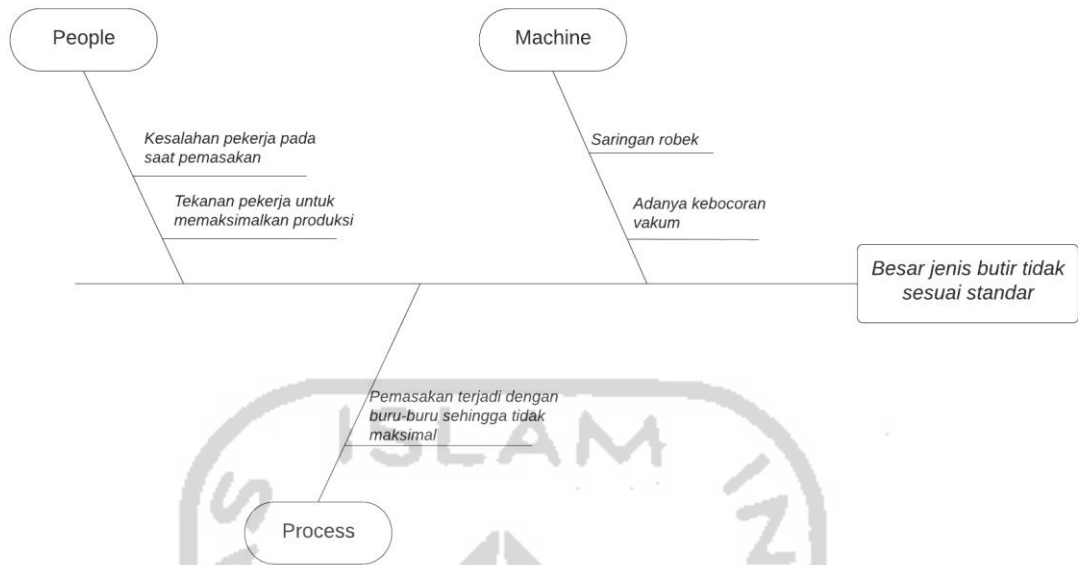 People
Machine
Kesalahan pekerja pada
saat pemasakan
Saringan robek
Tekanan pekerja untuk
memaksimalkan produksi
Adanya kebocoran
vakum
Besar jenis butir tidak
sesuai standar
Pemasakan terjadi dengan
buru-buru sehingga tidak
maksimal
Process
ISLAM